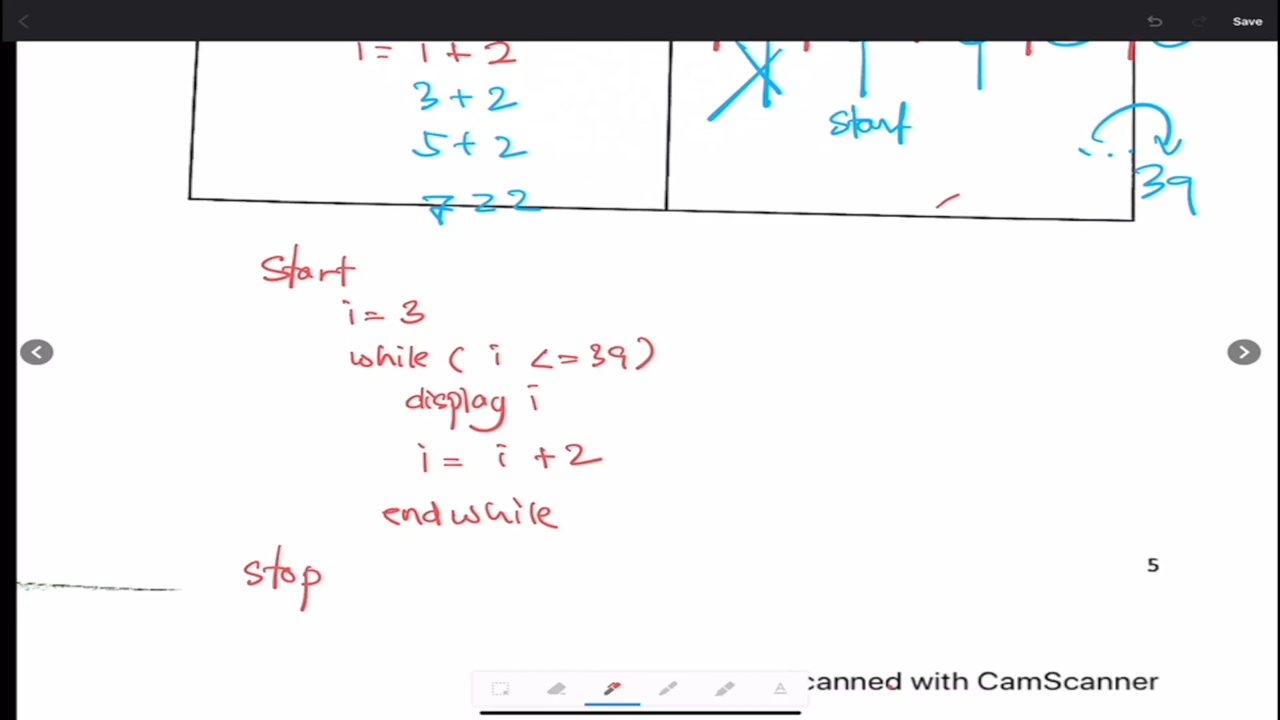 Save
i = i + 2
3 + 2
5 + 2
7 2 2
start
39
Start
i = 3
while ( i <= 39)
display i
i = i + 2
endwhile
stop
5
canned with CamScanner
A